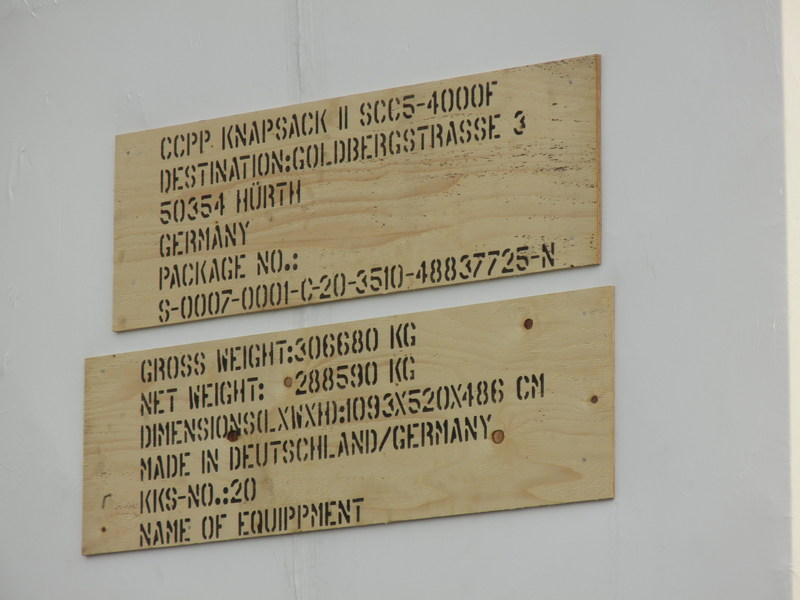 CCPP KNAPSACK II SCC5-4000F
DESTINATION:GOLDBERGSTRASSE 3
50354 HÜRTH
GERMANY
PACKAGE NO.:
S-0007-0001-C-20-3510-48837725-N
GROSS WEIGHT:306680 KG
NET WEIGHT: 288590 KG
DIMENSIONS(LXWXH):1093X520X486 CM
MADE IN DEUTSCHLAND/GERMANY
KKS-NO.:20
NAME OF EQUIPPMENT